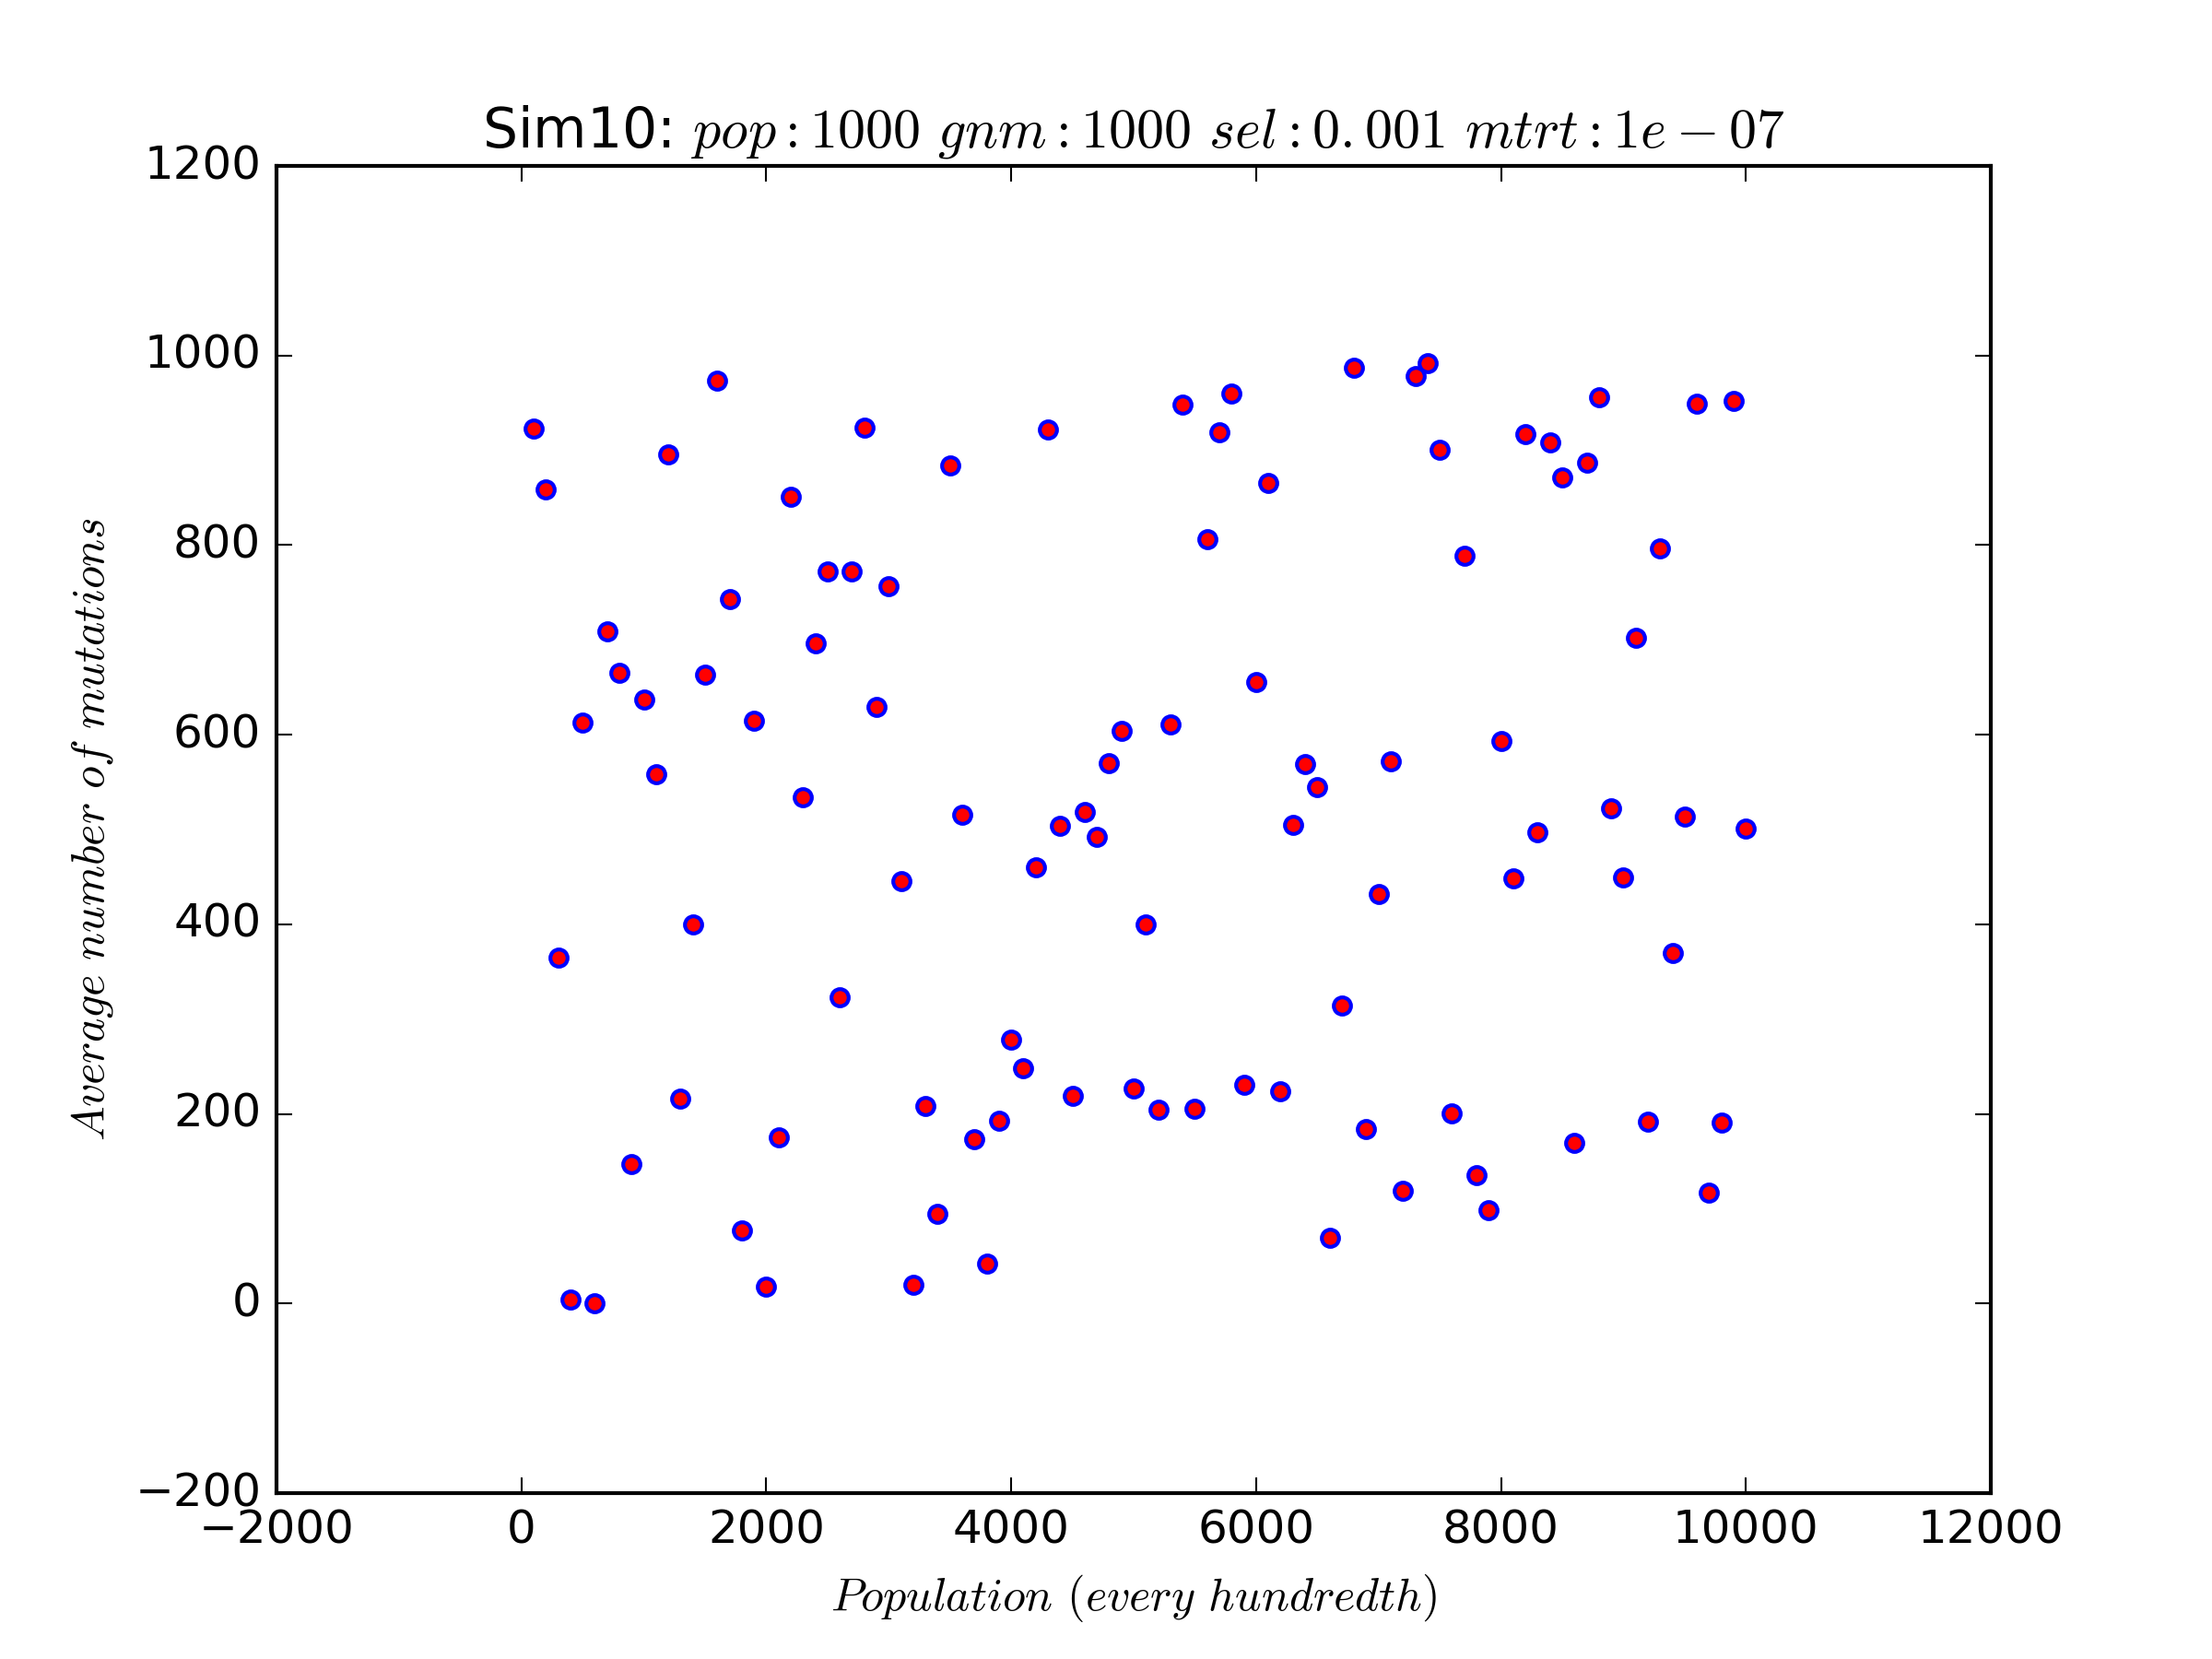 Sim10: pop : 1000 gnm : 1000 sel : 0.001 mtrt : 1e − 07
1200
1000
800
600
400
200
0
−200
Average number of mutations
−2000 0 2000 4000 6000 8000 10000 12000
Population (every hundredth)